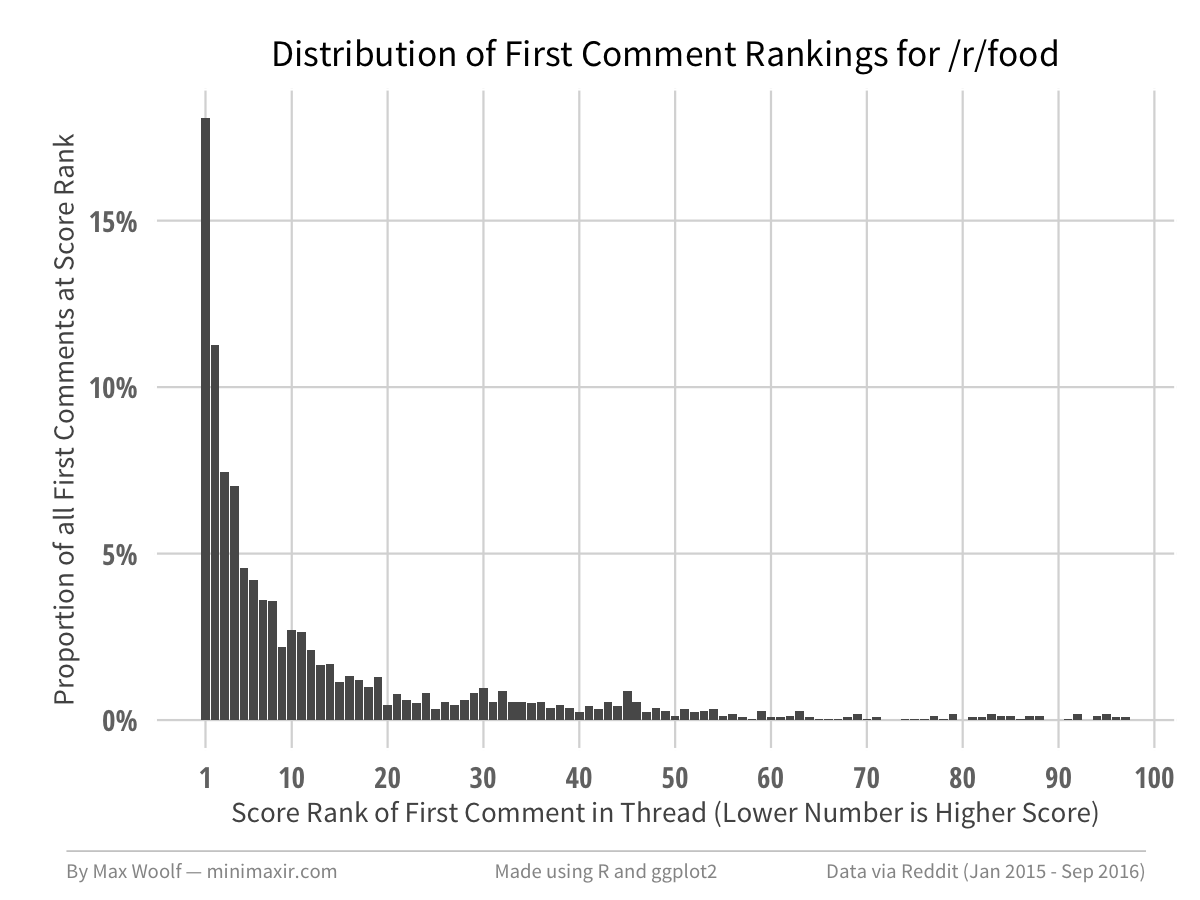 Distribution of First Comment Rankings for /r/food
Proportion of all First Comments at Score Rank
15%
10%
5%
0%
1 10 20 30 40 50 60 70 80 90 100
Score Rank of First Comment in Thread (Lower Number is Higher Score)
By Max Woolf — minimaxir.com Made using R and ggplot2 Data via Reddit (Jan 2015 - Sep 2016)